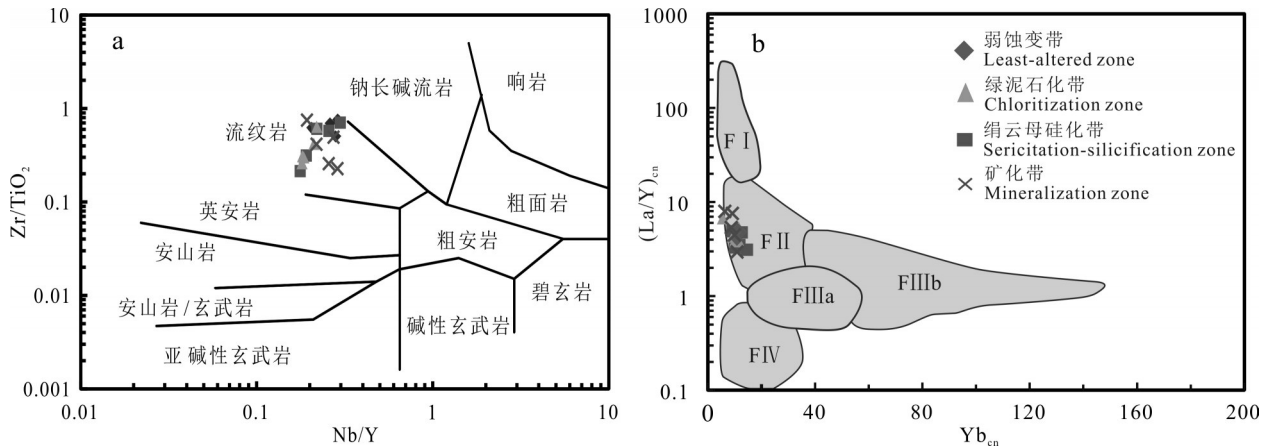 a
Zr/TiO2
10
1
0.1
0.01
0.001
0.01
0.1
1
10
Nb/Y
钠长碱流岩
响岩
流纹岩
英安岩
粗面岩
安山岩
粗安岩
安山岩/玄武岩
碧玄岩
碱性玄武岩
亚碱性玄武岩
b
(La/Y)cn
1000
100
10
1
0.1
0
40
80
120
160
200
Ybcn
弱蚀变带
Least-altered zone
绿泥石化带
Chloritization zone
绢云母硅化带
Sericitation-silicification zone
矿化带
Mineralization zone
FⅠ
FⅡ
FⅢa
FⅢb
FⅣ